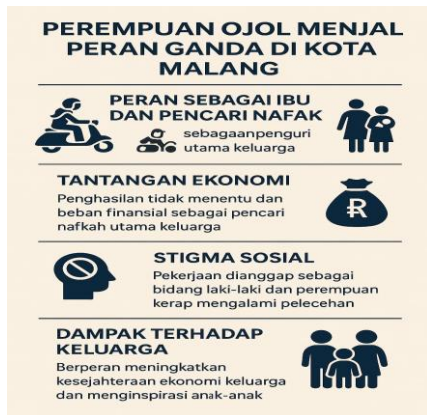 PEREMPUAN OJOL MENJAL
PERAN GANDA DI KOTA
MALANG
PERAN SEBAGAI IBU
DAN PENCARI NAFAK
sebagaanpenguri
utama keluarga
TANTANGAN EKONOMI
Penghasilan tidak menentu dan
beban finansial sebagai pencari
nafkah utama keluarga
STIGMA SOSIAL
Pekerjaan dianggap sebagai
bidang laki-laki dan perempuan
kerap mengalami pelecehan
DAMPAK TERHADAP
KELUARGA
Berperan meningkatkan
kesejahteraan ekonomi keluarga
dan menginspirasi anak-anak